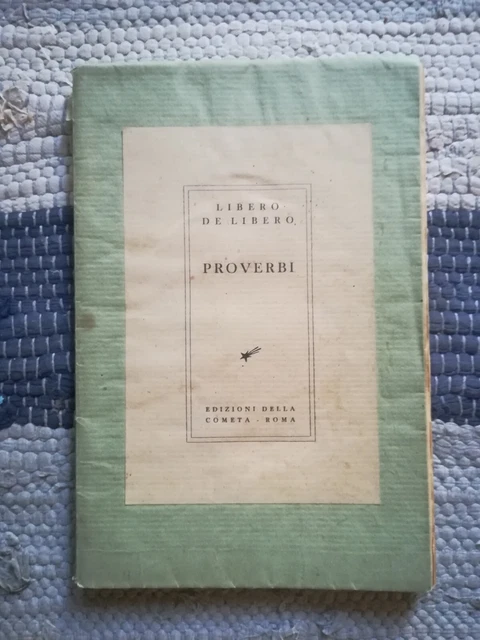 LIBERO
DE LIBERO
PROVERBI
EDIZIONI DELLA
COMETA - ROMA